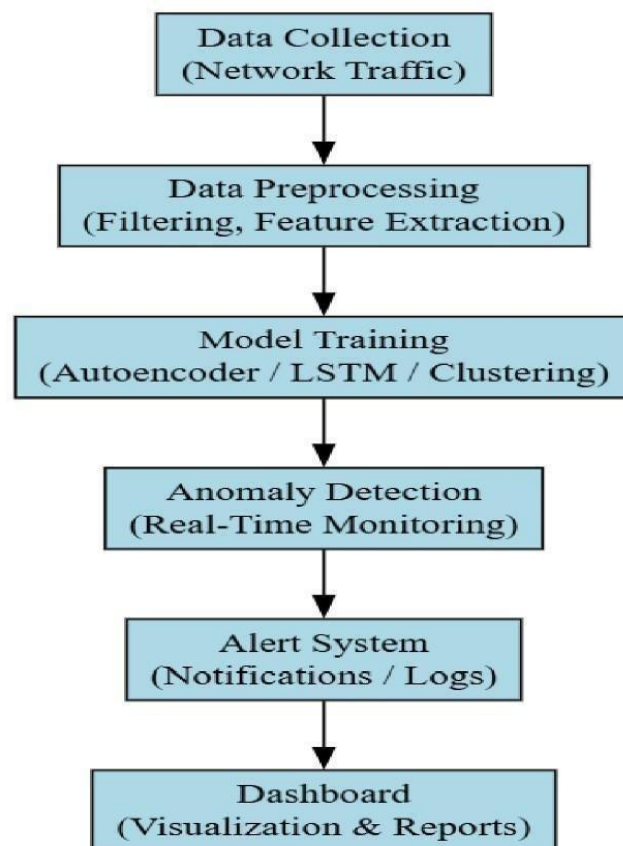 Data Collection
(Network Traffic)
Data Preprocessing
(Filtering, Feature Extraction)
Model Training
(Autoencoder / LSTM / Clustering)
Anomaly Detection
(Real-Time Monitoring)
Alert System
(Notifications / Logs)
Dashboard
(Visualization & Reports)